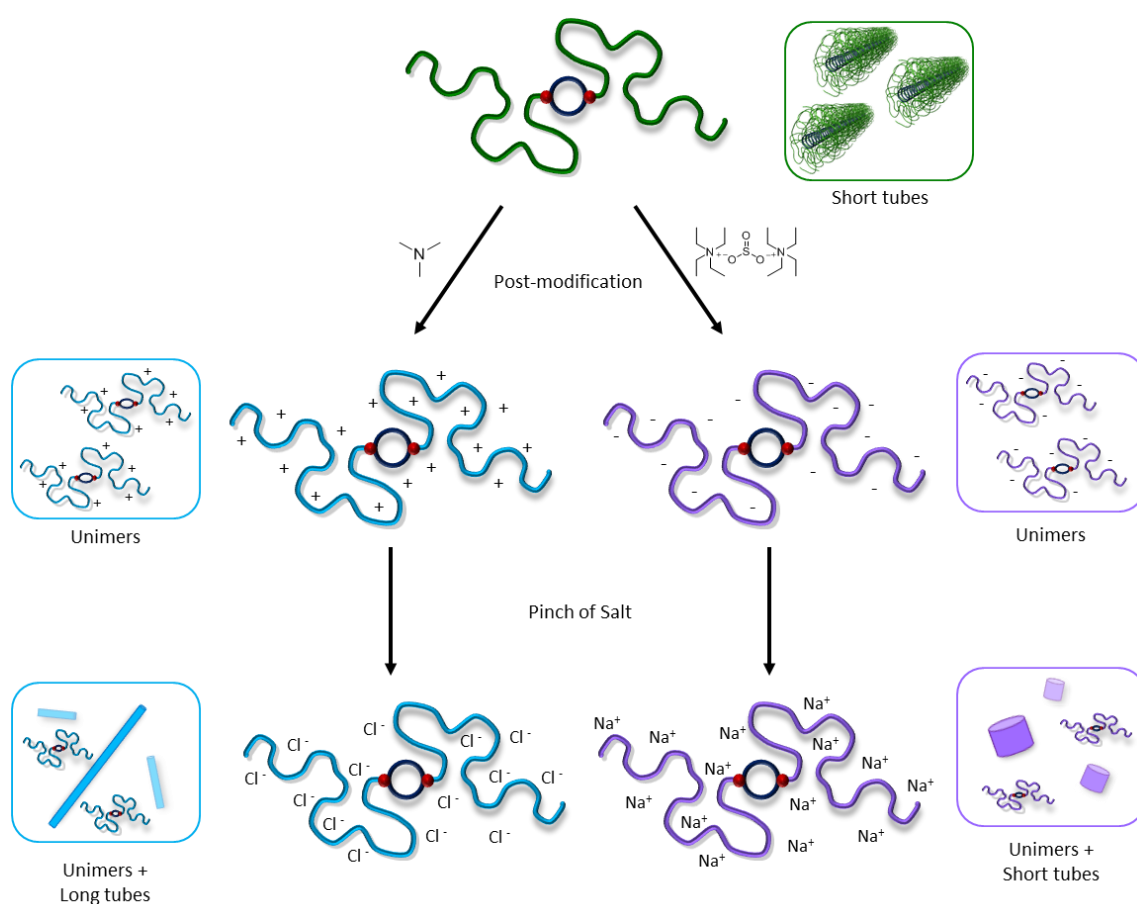 Short tubes
N
N
+
-
O
S
O
O
N
Post-modification
+ + + + + +
+ + + + + + + + + + +
- - - - - - - - - -
- - - - - -
Unimers
Unimers
Pinch of Salt
Cl - Cl - Cl - Cl - Cl - Cl - Cl - Cl - Cl - Cl - Cl - Cl - Cl - Cl -
Na+ Na+ Na+ Na+ Na+ Na+ Na+ Na+ Na+ Na+ Na+ Na+ Na+
Unimers +
Long tubes
Unimers +
Short tubes